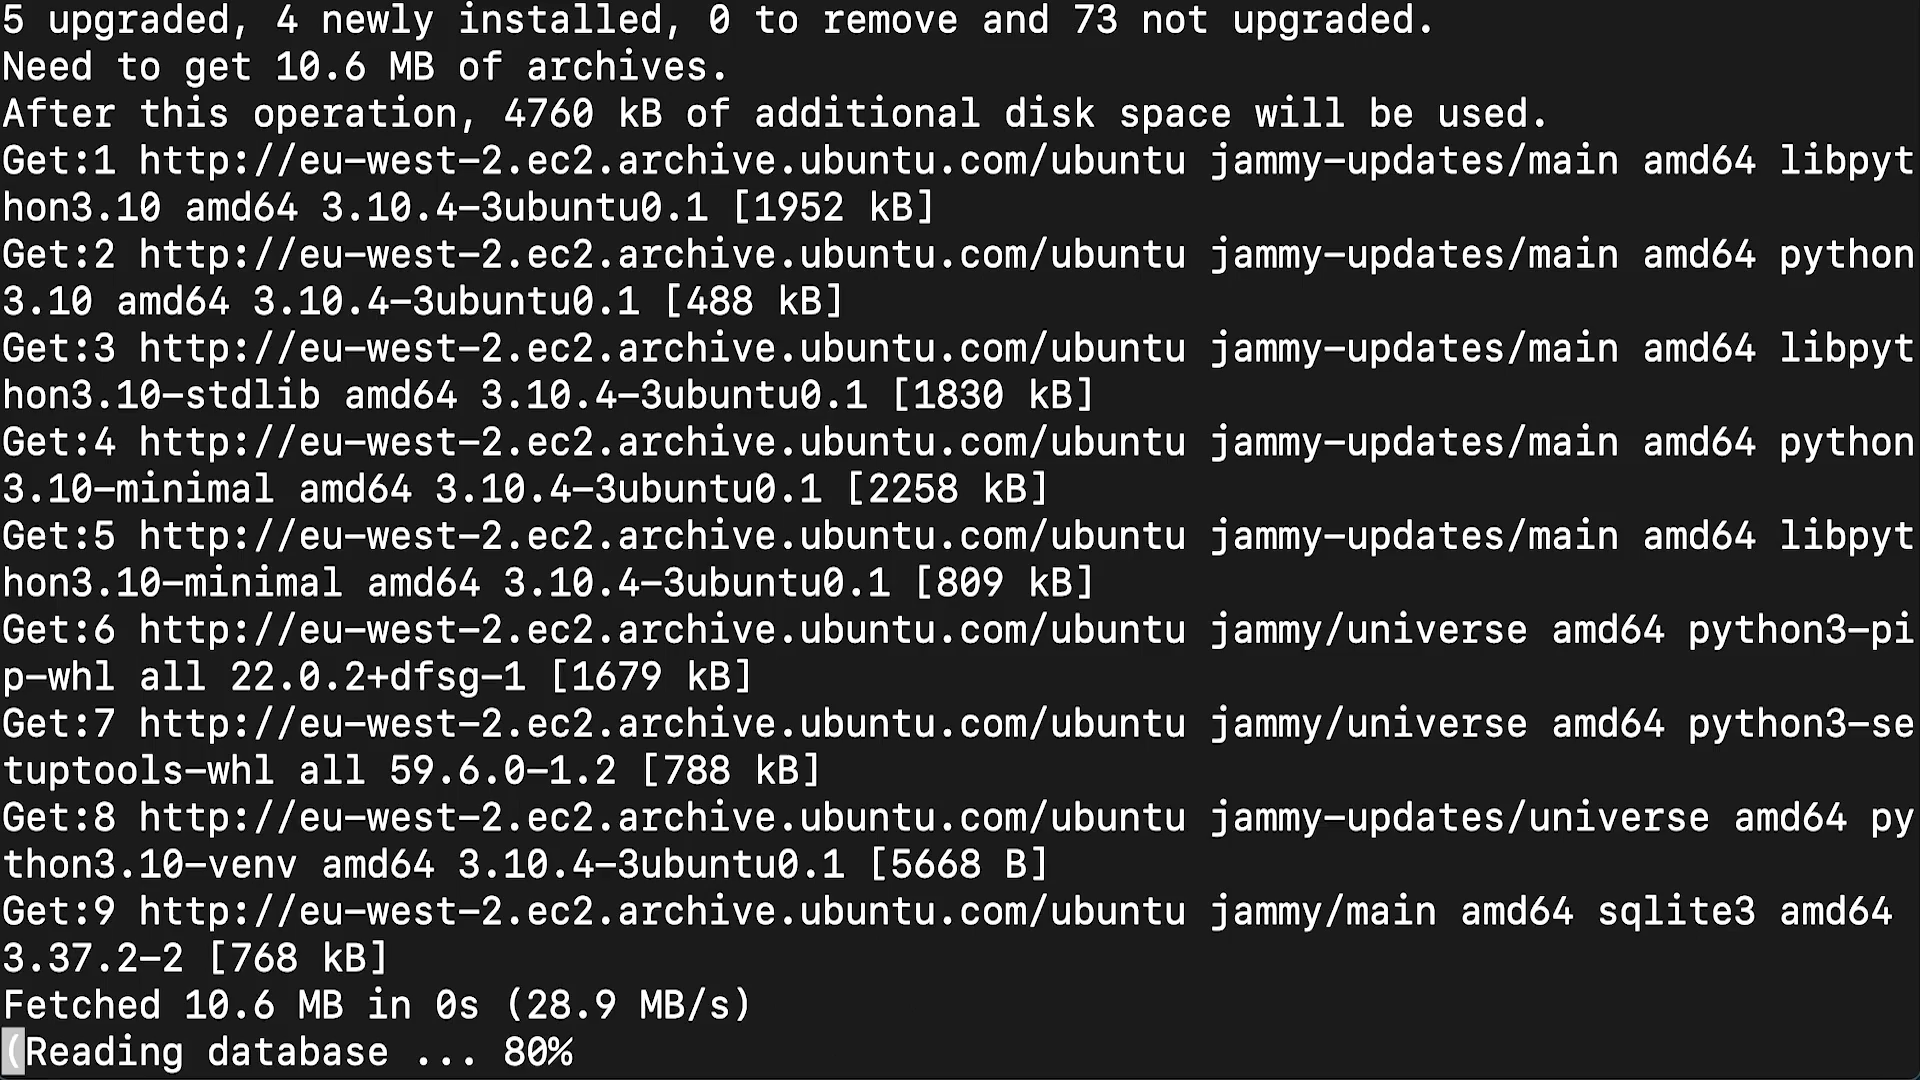 5 upgraded, 4 newly installed, 0 to remove and 73 not upgraded.
Need to get 10.6 MB of archives.
After this operation, 4760 kB of additional disk space will be used.
Get:1 http://eu-west-2.ec2.archive.ubuntu.com/ubuntu jammy-updates/main amd64 libpyt
hon3.10 amd64 3.10.4-3ubuntu0.1 [1952 kB]
Get:2 http://eu-west-2.ec2.archive.ubuntu.com/ubuntu jammy-updates/main amd64 python
3.10 amd64 3.10.4-3ubuntu0.1 [488 kB]
Get:3 http://eu-west-2.ec2.archive.ubuntu.com/ubuntu jammy-updates/main amd64 libpyt
hon3.10-stdlib amd64 3.10.4-3ubuntu0.1 [1830 kB]
Get:4 http://eu-west-2.ec2.archive.ubuntu.com/ubuntu jammy-updates/main amd64 python
3.10-minimal amd64 3.10.4-3ubuntu0.1 [2258 kB]
Get:5 http://eu-west-2.ec2.archive.ubuntu.com/ubuntu jammy-updates/main amd64 libpyt
hon3.10-minimal amd64 3.10.4-3ubuntu0.1 [809 kB]
Get:6 http://eu-west-2.ec2.archive.ubuntu.com/ubuntu jammy/universe amd64 python3-pi
p-whl all 22.0.2+dfsg-1 [1679 kB]
Get:7 http://eu-west-2.ec2.archive.ubuntu.com/ubuntu jammy/universe amd64 python3-se
tuptools-whl all 59.6.0-1.2 [788 kB]
Get:8 http://eu-west-2.ec2.archive.ubuntu.com/ubuntu jammy-updates/universe amd64 py
thon3.10-venv amd64 3.10.4-3ubuntu0.1 [5668 B]
Get:9 http://eu-west-2.ec2.archive.ubuntu.com/ubuntu jammy/main amd64 sqlite3 amd64
3.37.2-2 [768 kB]
Fetched 10.6 MB in 0s (28.9 MB/s)
(Reading database ... 80%